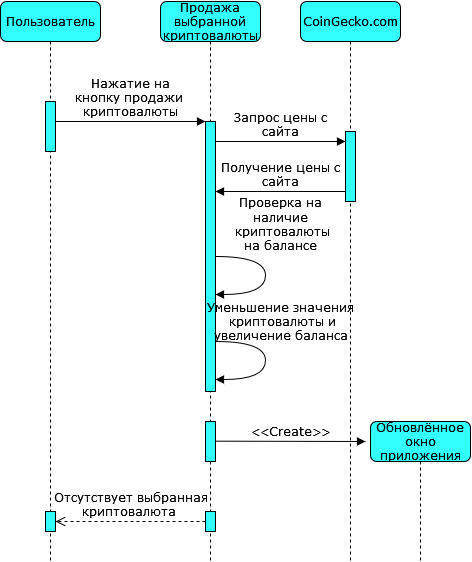 Пользователь
Продажа
выбранной
криптовалюты
CoinGecko.com
Нажатие на
кнопку продажи
криптовалюты
Запрос цены с
сайта
Получение цены с
сайта
Проверка на
наличие
криптовалюты
на балансе
Уменьшение значения
криптовалюты и
увеличение баланса
<<Create>>
Обновлённое
окно
приложения
Отсутствует выбранная
криптовалюта